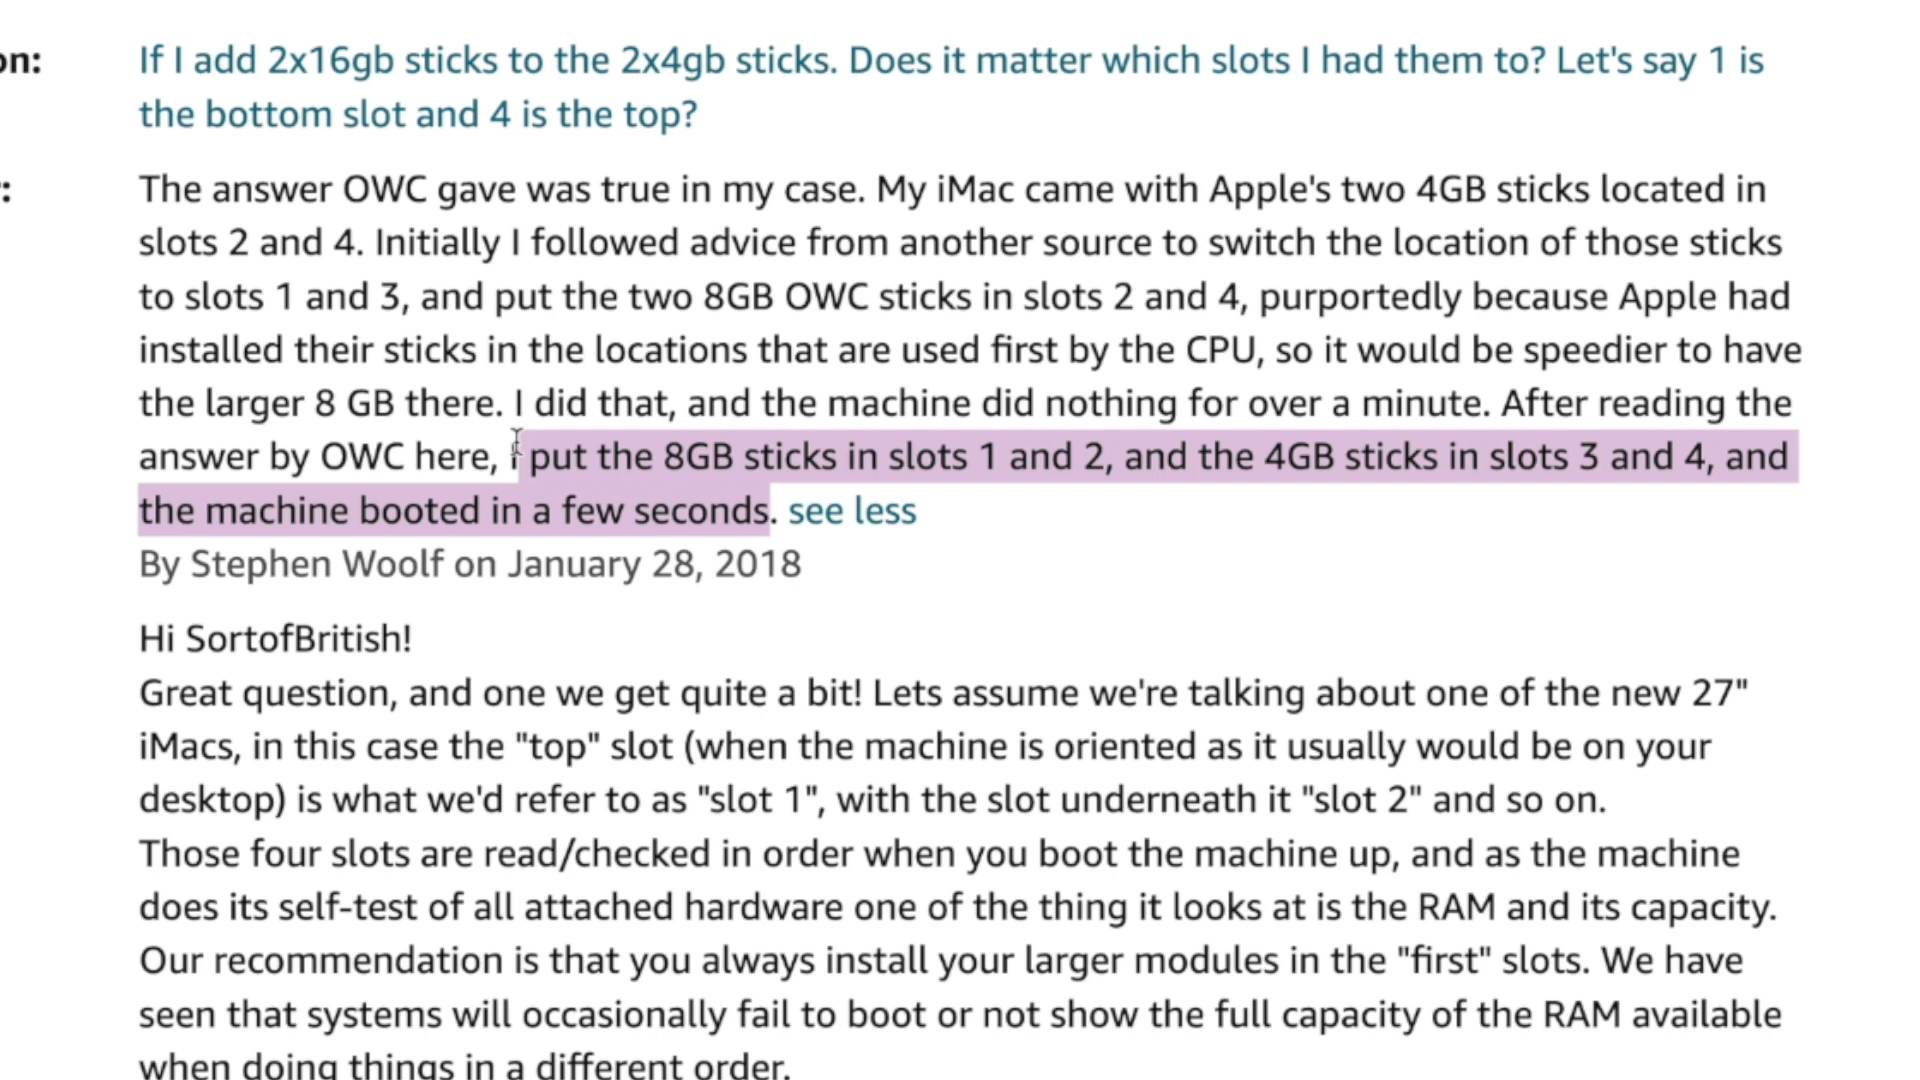 on:
If I add 2x16gb sticks to the 2x4gb sticks. Does it matter which slots I had them to? Let's say 1 is
the bottom slot and 4 is the top?
:
The answer OWC gave was true in my case. My iMac came with Apple's two 4GB sticks located in
slots 2 and 4. Initially I followed advice from another source to switch the location of those sticks
to slots 1 and 3, and put the two 8GB OWC sticks in slots 2 and 4, purportedly because Apple had
installed their sticks in the locations that are used first by the CPU, so it would be speedier to have
the larger 8 GB there. I did that, and the machine did nothing for over a minute. After reading the
answer by OWC here, I put the 8GB sticks in slots 1 and 2, and the 4GB sticks in slots 3 and 4, and
the machine booted in a few seconds. see less
By Stephen Woolf on January 28, 2018
Hi SortofBritish!
Great question, and one we get quite a bit! Lets assume we're talking about one of the new 27"
iMacs, in this case the "top" slot (when the machine is oriented as it usually would be on your
desktop) is what we'd refer to as "slot 1", with the slot underneath it "slot 2" and so on.
Those four slots are read/checked in order when you boot the machine up, and as the machine
does its self-test of all attached hardware one of the thing it looks at is the RAM and its capacity.
Our recommendation is that you always install your larger modules in the "first" slots. We have
seen that systems will occasionally fail to boot or not show the full capacity of the RAM available
when doing things in a different order.